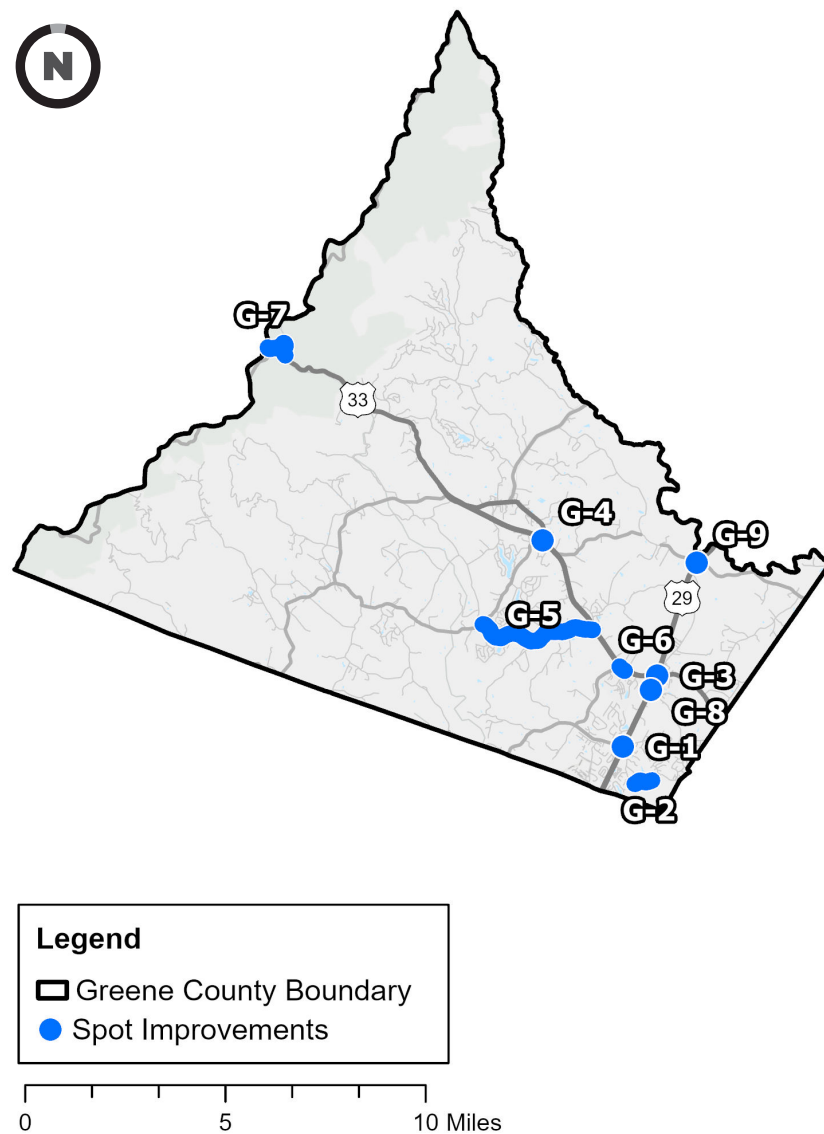 N
G-7
33
G-4
G-9
29
G-5
G-6
G-3
G-8
G-1
G-2
Legend
Greene County Boundary
Spot Improvements
0 5 10 Miles